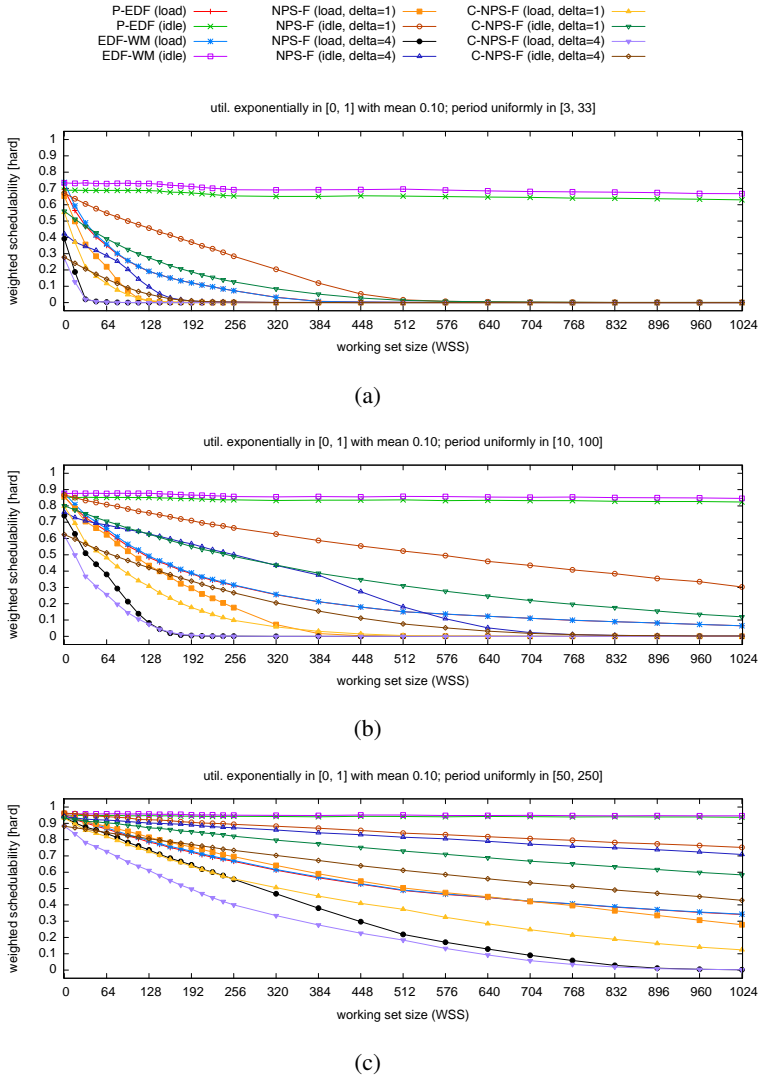 P-EDF (load) NPS-F (load, delta=1) C-NPS-F (load, delta=1)
P-EDF (idle) NPS-F (idle, delta=1) C-NPS-F (idle, delta=1)
EDF-WM (load) NPS-F (load, delta=4) C-NPS-F (load, delta=4)
EDF-WM (idle) NPS-F (idle, delta=4) C-NPS-F (idle, delta=4)
util. exponentially in [0, 1] with mean 0.10; period uniformly in [3, 33]
weighted schedulability [hard]
1
0.9
0.8
0.7
0.6
0.5
0.4
0.3
0.2
0.1
0
0 64 128 192 256 320 384 448 512 576 640 704 768 832 896 960 1024
working set size (WSS)
(a)
util. exponentially in [0, 1] with mean 0.10; period uniformly in [10, 100]
weighted schedulability [hard]
1
0.9
0.8
0.7
0.6
0.5
0.4
0.3
0.2
0.1
0
0 64 128 192 256 320 384 448 512 576 640 704 768 832 896 960 1024
working set size (WSS)
(b)
util. exponentially in [0, 1] with mean 0.10; period uniformly in [50, 250]
weighted schedulability [hard]
1
0.9
0.8
0.7
0.6
0.5
0.4
0.3
0.2
0.1
0
0 64 128 192 256 320 384 448 512 576 640 704 768 832 896 960 1024
working set size (WSS)
(c)